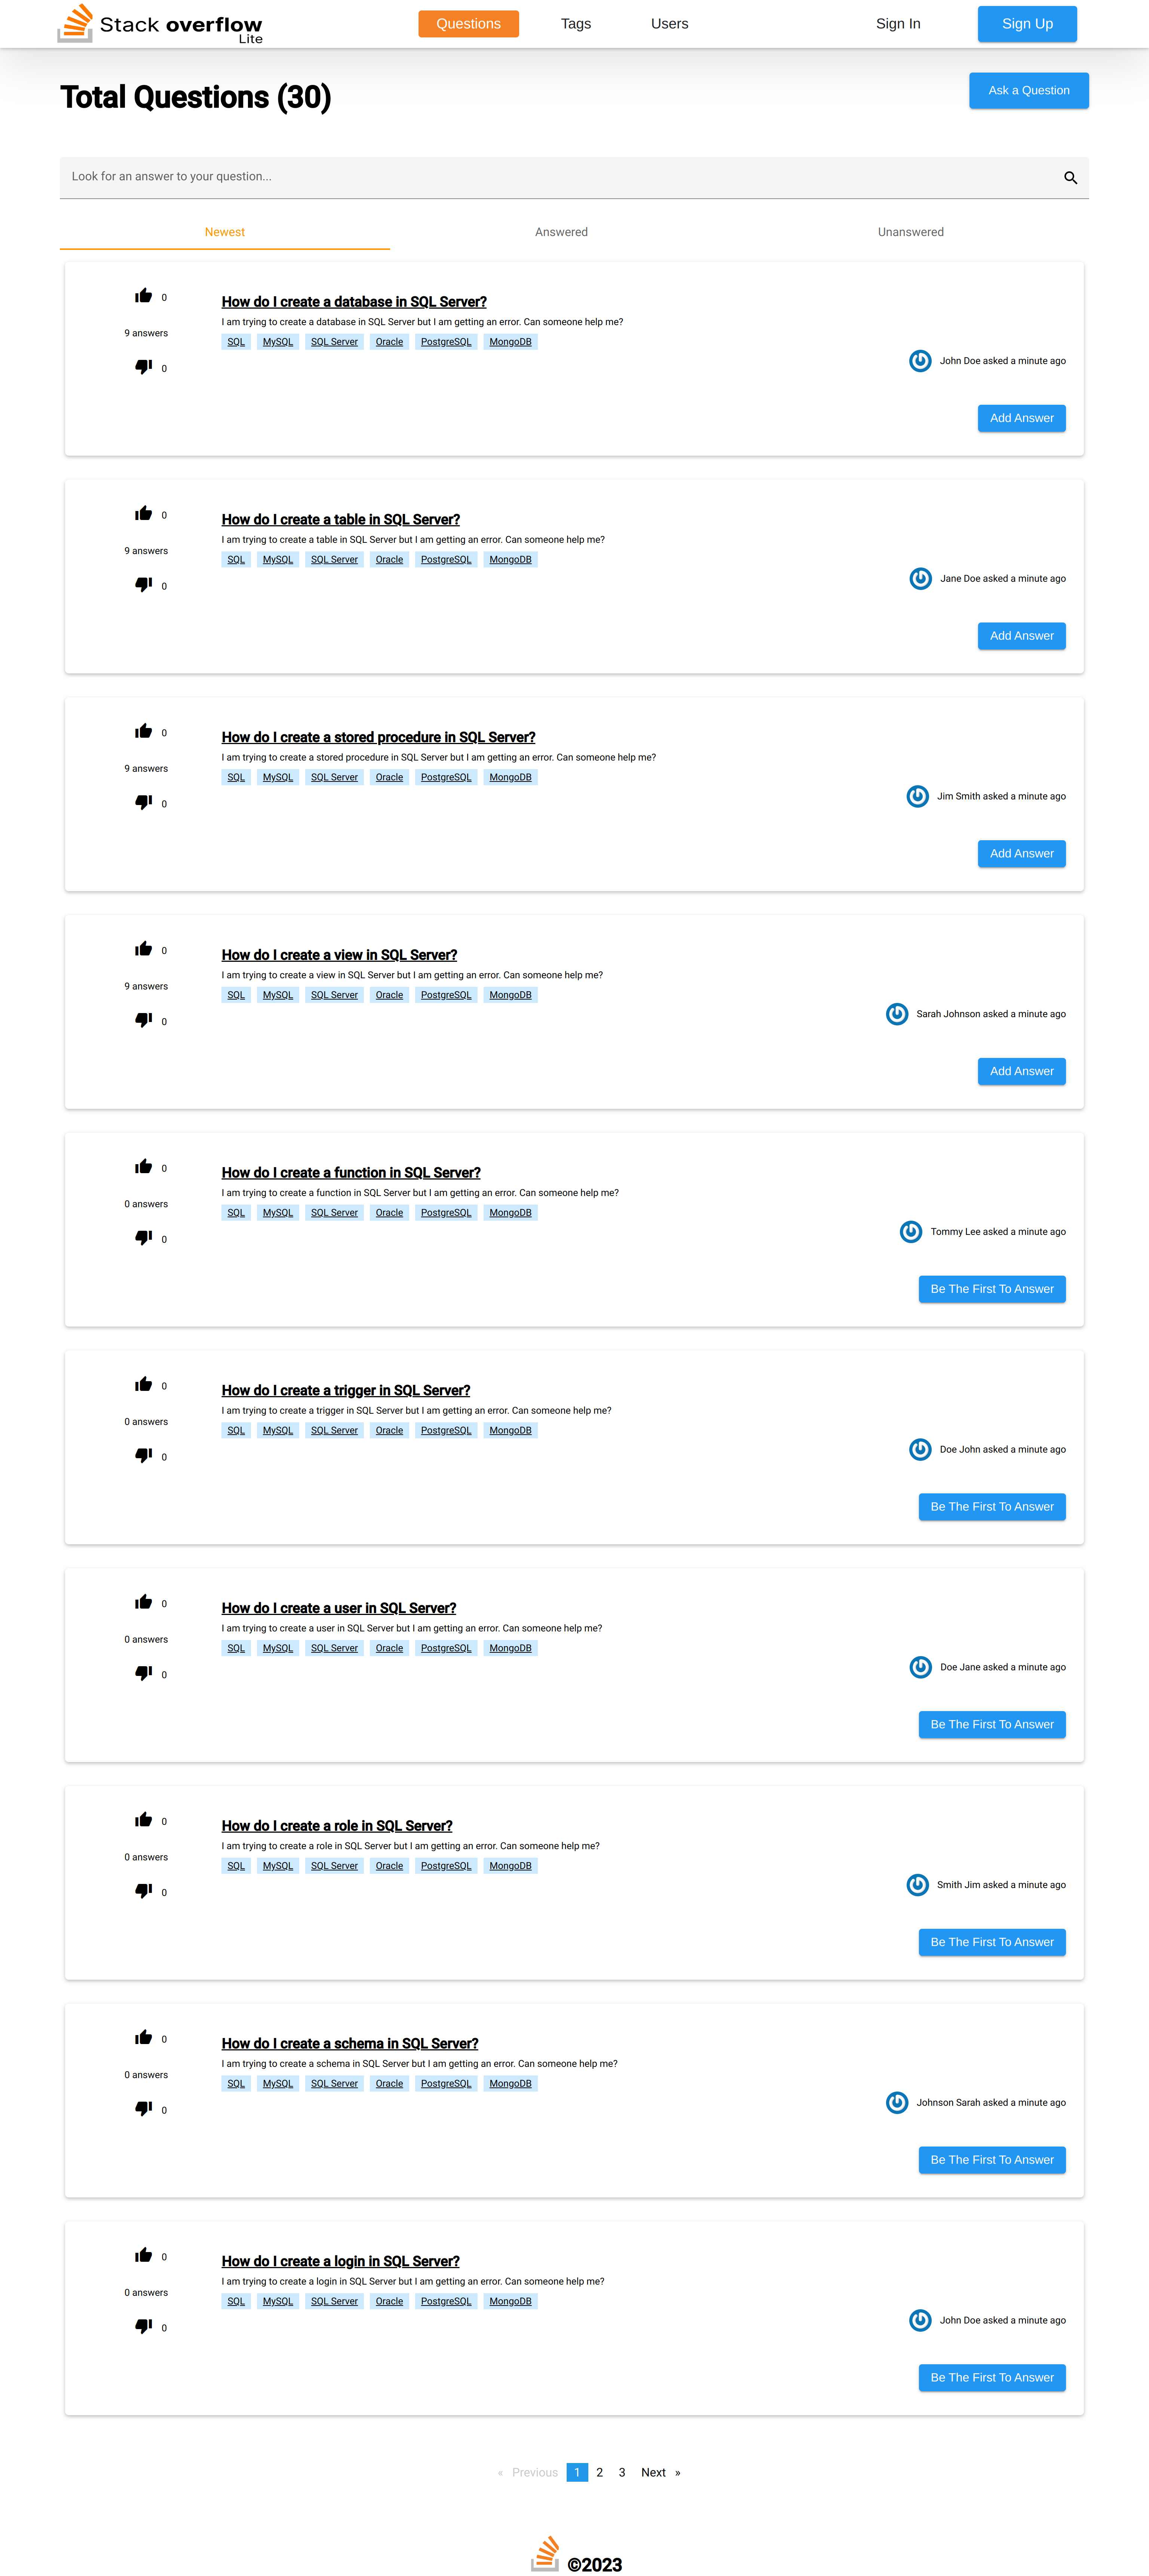 Stack overflow Lite
Questions Tags Users Sign In Sign Up
Total Questions (30)
Ask a Question
Look for an answer to your question...
Newest Answered Unanswered
0
How do I create a database in SQL Server?
I am trying to create a database in SQL Server but I am getting an error. Can someone help me?
9 answers
SQL MySQL SQL Server Oracle PostgreSQL MongoDB
0
John Doe asked a minute ago
Add Answer
0
How do I create a table in SQL Server?
I am trying to create a table in SQL Server but I am getting an error. Can someone help me?
9 answers
SQL MySQL SQL Server Oracle PostgreSQL MongoDB
0
Jane Doe asked a minute ago
Add Answer
0
How do I create a stored procedure in SQL Server?
I am trying to create a stored procedure in SQL Server but I am getting an error. Can someone help me?
9 answers
SQL MySQL SQL Server Oracle PostgreSQL MongoDB
0
Jim Smith asked a minute ago
Add Answer
0
How do I create a view in SQL Server?
I am trying to create a view in SQL Server but I am getting an error. Can someone help me?
9 answers
SQL MySQL SQL Server Oracle PostgreSQL MongoDB
0
Sarah Johnson asked a minute ago
Add Answer
0
How do I create a function in SQL Server?
I am trying to create a function in SQL Server but I am getting an error. Can someone help me?
0 answers
SQL MySQL SQL Server Oracle PostgreSQL MongoDB
0
Tommy Lee asked a minute ago
Be The First To Answer
0
How do I create a trigger in SQL Server?
I am trying to create a trigger in SQL Server but I am getting an error. Can someone help me?
0 answers
SQL MySQL SQL Server Oracle PostgreSQL MongoDB
0
Doe John asked a minute ago
Be The First To Answer
0
How do I create a user in SQL Server?
I am trying to create a user in SQL Server but I am getting an error. Can someone help me?
0 answers
SQL MySQL SQL Server Oracle PostgreSQL MongoDB
0
Doe Jane asked a minute ago
Be The First To Answer
0
How do I create a role in SQL Server?
I am trying to create a role in SQL Server but I am getting an error. Can someone help me?
0 answers
SQL MySQL SQL Server Oracle PostgreSQL MongoDB
0
Smith Jim asked a minute ago
Be The First To Answer
0
How do I create a schema in SQL Server?
I am trying to create a schema in SQL Server but I am getting an error. Can someone help me?
0 answers
SQL MySQL SQL Server Oracle PostgreSQL MongoDB
0
Johnson Sarah asked a minute ago
Be The First To Answer
0
How do I create a login in SQL Server?
I am trying to create a login in SQL Server but I am getting an error. Can someone help me?
0 answers
SQL MySQL SQL Server Oracle PostgreSQL MongoDB
0
John Doe asked a minute ago
Be The First To Answer
« Previous 1 2 3 Next »
©2023